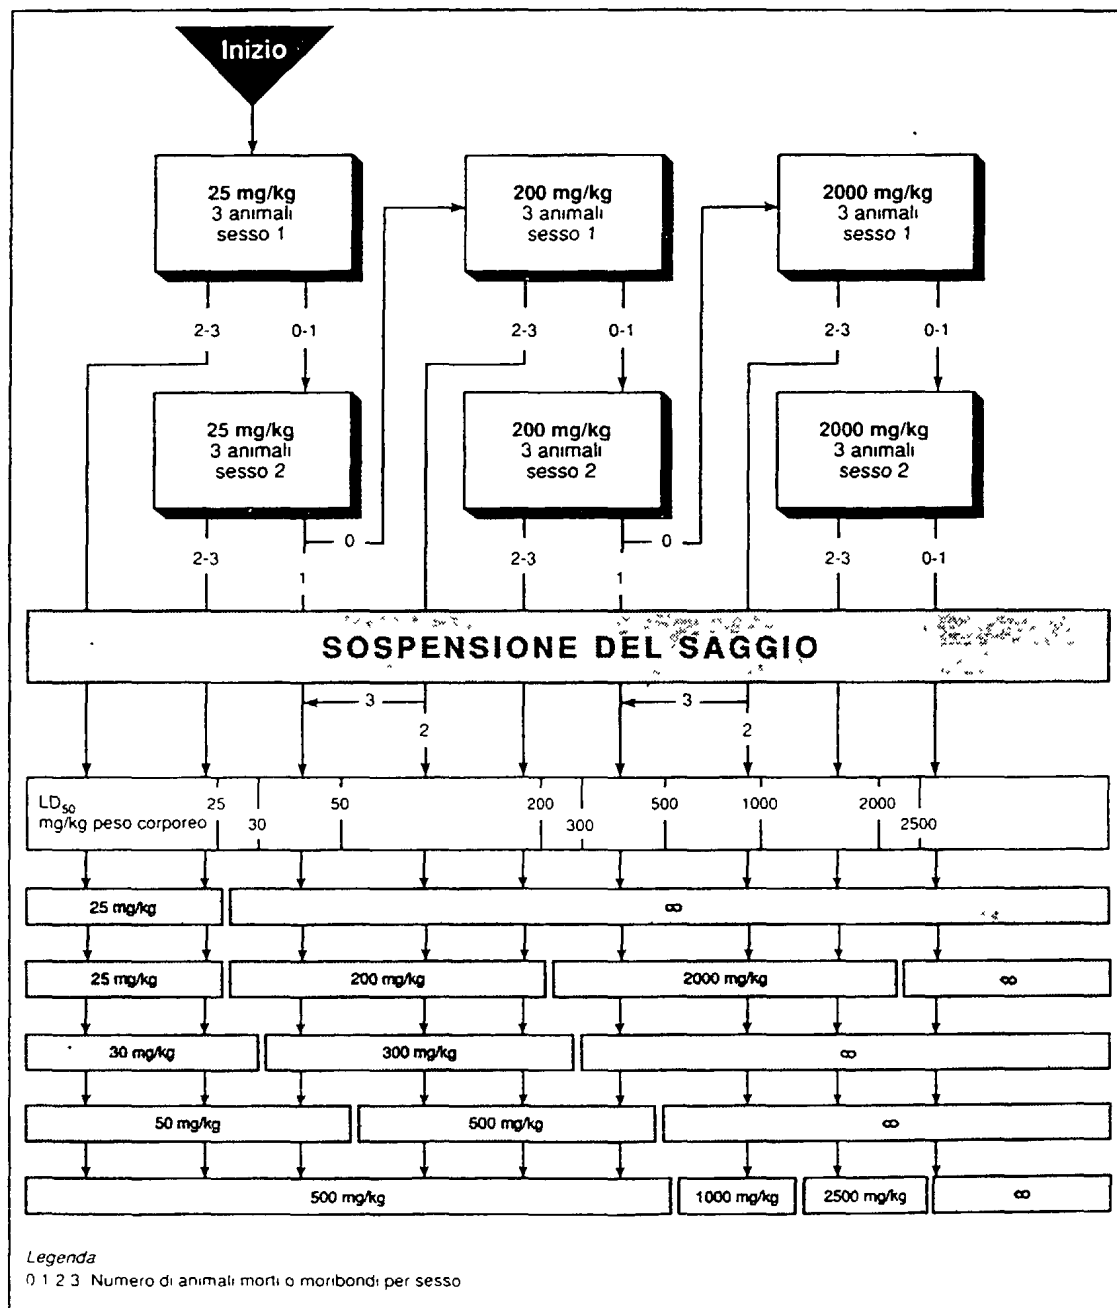 Inizio
25 mg/kg
3 animali
sesso 1
200 mg/kg
3 animali
sesso 1
2000 mg/kg
3 animali
sesso 1
2-3
0-1
2-3
0-1
2-3
0-1
25 mg/kg
3 animali
sesso 2
200 mg/kg
3 animali
sesso 2
2000 mg/kg
3 animali
sesso 2
2-3
1
0
2-3
1
0
2-3
0-1
SOSPENSIONE DEL SAGGIO
3
2
3
2
LD50
mg/kg peso corporeo
25
30
50
200
300
500
1000
2000
2500
25 mg/kg
∞
25 mg/kg
200 mg/kg
2000 mg/kg
∞
30 mg/kg
300 mg/kg
∞
50 mg/kg
500 mg/kg
∞
500 mg/kg
1000 mg/kg
2500 mg/kg
∞
Legenda
0 1 2 3 Numero di animali morti o moribondi per sesso